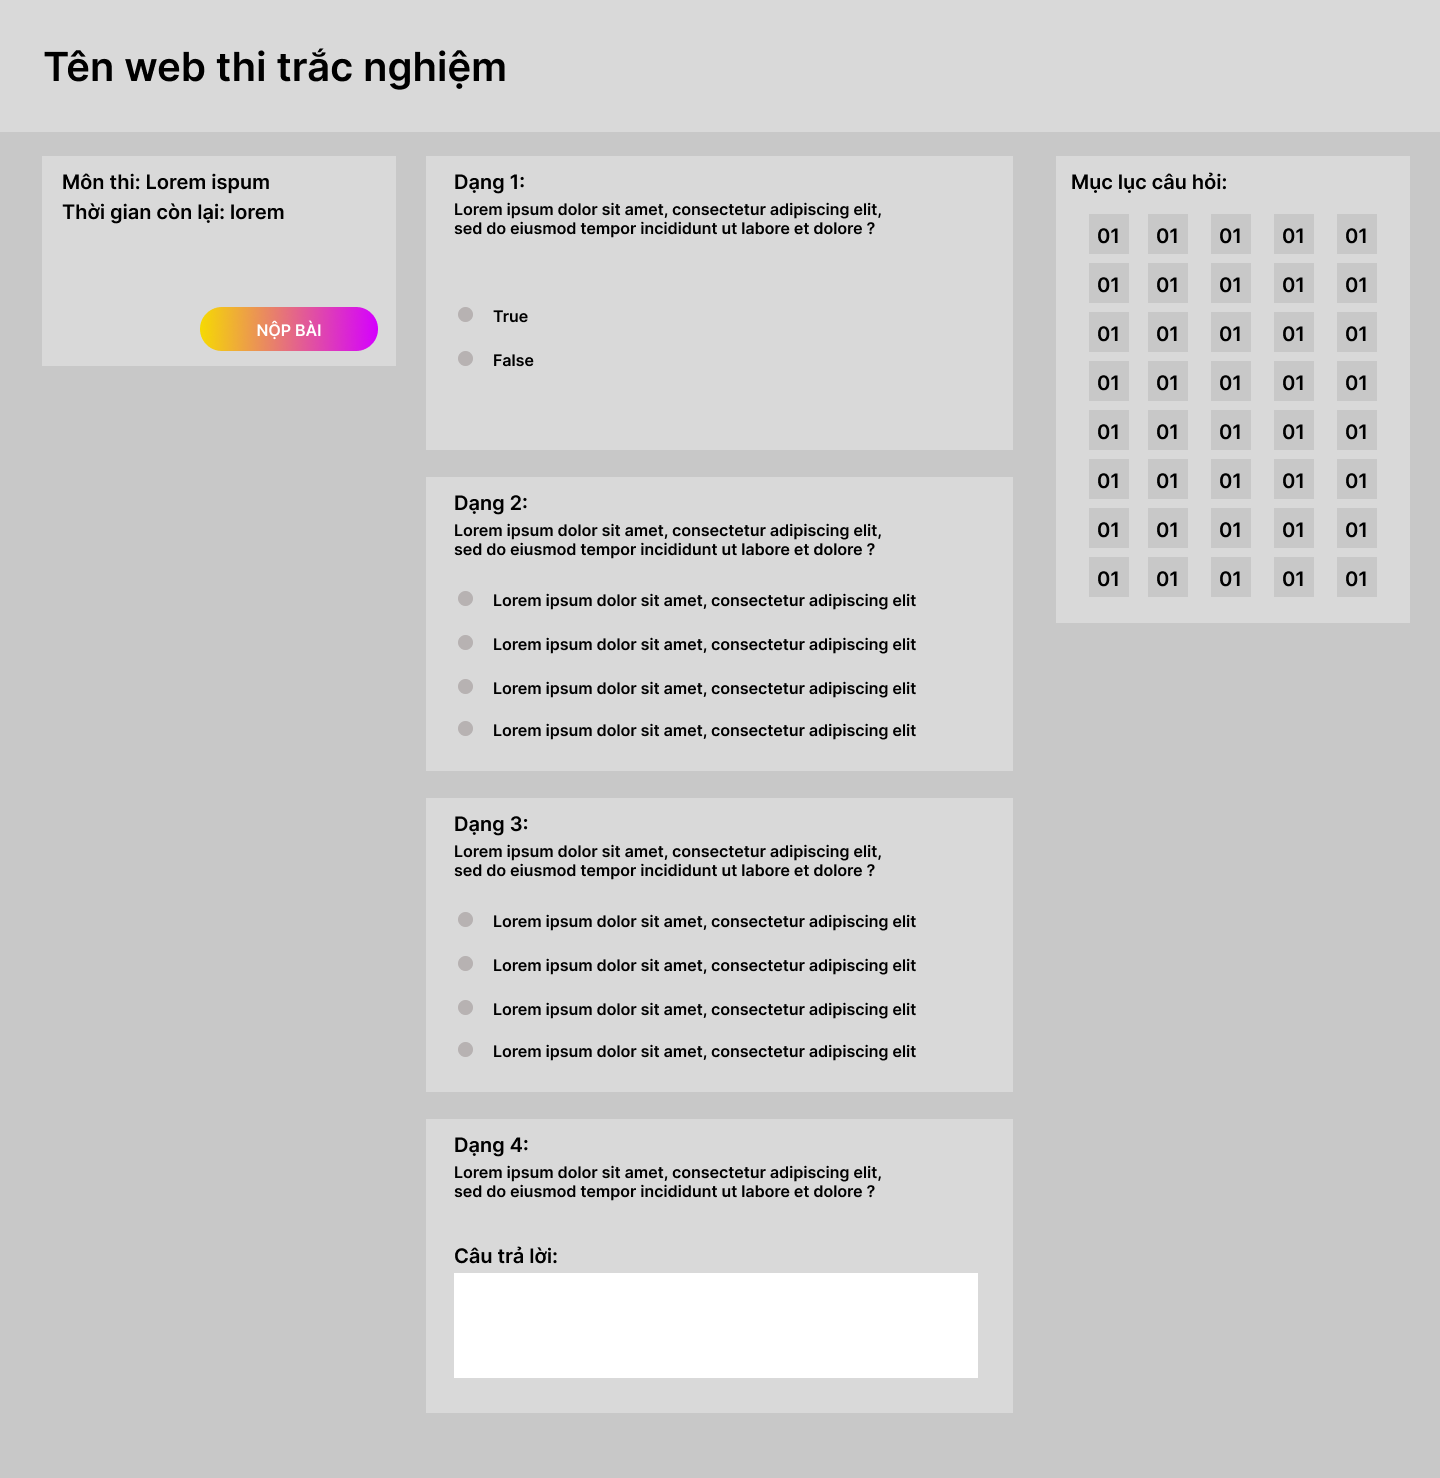 Tên web thi trắc nghiệm
Môn thi: Lorem ispum
Thời gian còn lại: lorem
NỘP BÀI
Dạng 1:
Lorem ipsum dolor sit amet, consectetur adipiscing elit,
sed do eiusmod tempor incididunt ut labore et dolore ?
True
False
Dạng 2:
Lorem ipsum dolor sit amet, consectetur adipiscing elit,
sed do eiusmod tempor incididunt ut labore et dolore ?
Lorem ipsum dolor sit amet, consectetur adipiscing elit
Lorem ipsum dolor sit amet, consectetur adipiscing elit
Lorem ipsum dolor sit amet, consectetur adipiscing elit
Lorem ipsum dolor sit amet, consectetur adipiscing elit
Dạng 3:
Lorem ipsum dolor sit amet, consectetur adipiscing elit,
sed do eiusmod tempor incididunt ut labore et dolore ?
Lorem ipsum dolor sit amet, consectetur adipiscing elit
Lorem ipsum dolor sit amet, consectetur adipiscing elit
Lorem ipsum dolor sit amet, consectetur adipiscing elit
Lorem ipsum dolor sit amet, consectetur adipiscing elit
Dạng 4:
Lorem ipsum dolor sit amet, consectetur adipiscing elit,
sed do eiusmod tempor incididunt ut labore et dolore ?
Câu trả lời:
Mục lục câu hỏi:
01 01 01 01 01
01 01 01 01 01
01 01 01 01 01
01 01 01 01 01
01 01 01 01 01
01 01 01 01 01
01 01 01 01 01
01 01 01 01 01